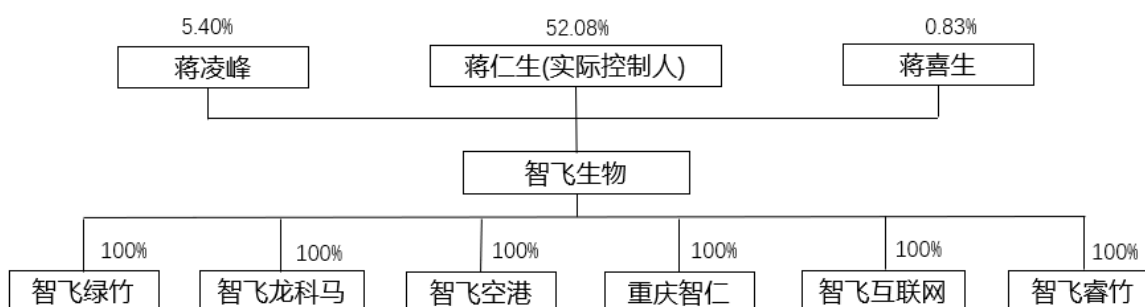 5.40%
52.08%
0.83%
蒋凌峰
蒋仁生(实际控制人)
蒋喜生
智飞生物
100%
100%
100%
100%
100%
100%
智飞绿竹
智飞龙科马
智飞空港
重庆智仁
智飞互联网
智飞睿竹